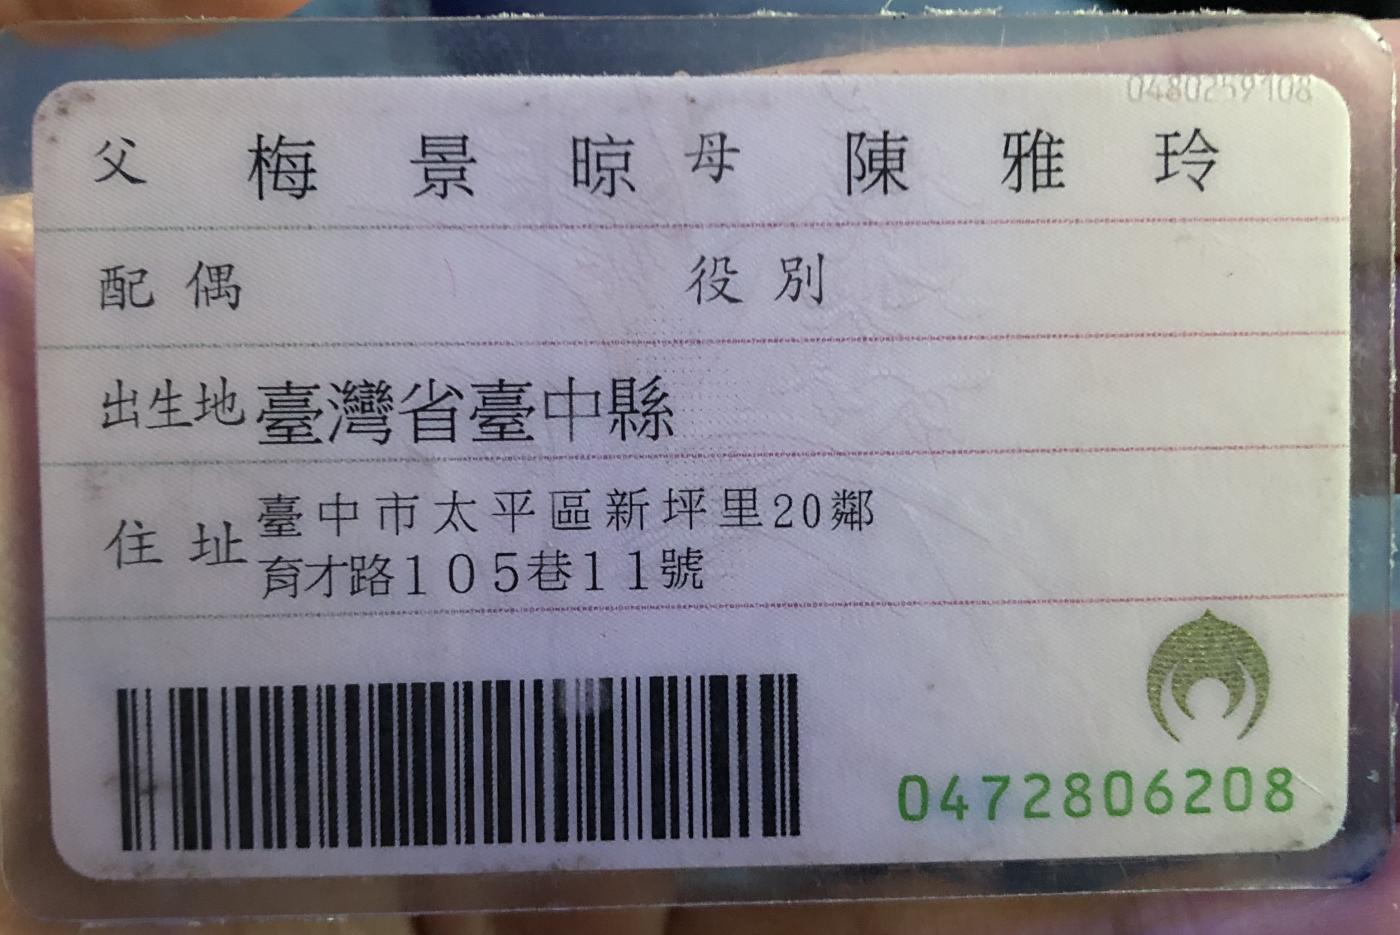 0480259108
父 梅景晾 母 陳雅玲
配偶 役別
出生地 臺灣省臺中縣
住址 臺中市太平區新坪里20鄰
育才路105巷11號
0472806208